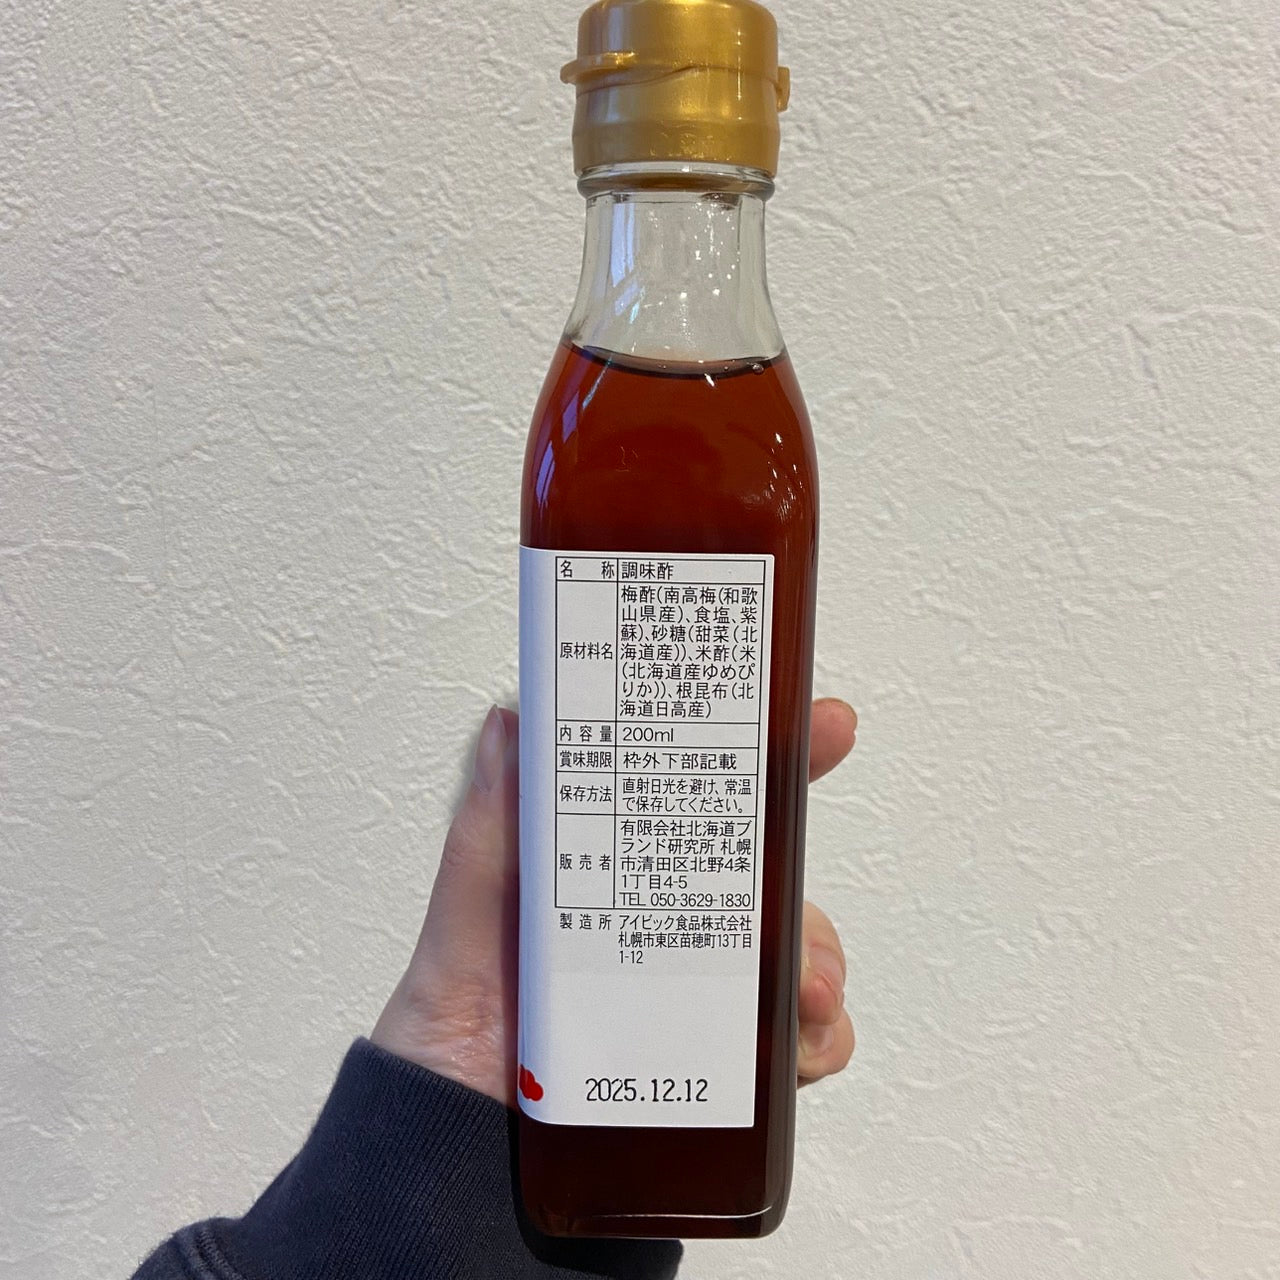 名称 調味酢
原材料名 梅酢(南高梅(和歌
山県産)、食塩、紫
蘇)、砂糖(甜菜(北
海道産))、米酢(米
(北海道産ゆめぴ
りか))、根昆布(北
海道日高産)
内容量 200ml
賞味期限 枠外下部記載
保存方法 直射日光を避け、常温
で保存してください。
販売者 有限会社北海道ブ
ランド研究所 札幌
市清田区北野4条
1丁目4-5
TEL 050-3629-1830
製造所 アイビック食品株式会社
札幌市東区苗穂町13丁目
1-12
2025.12.12